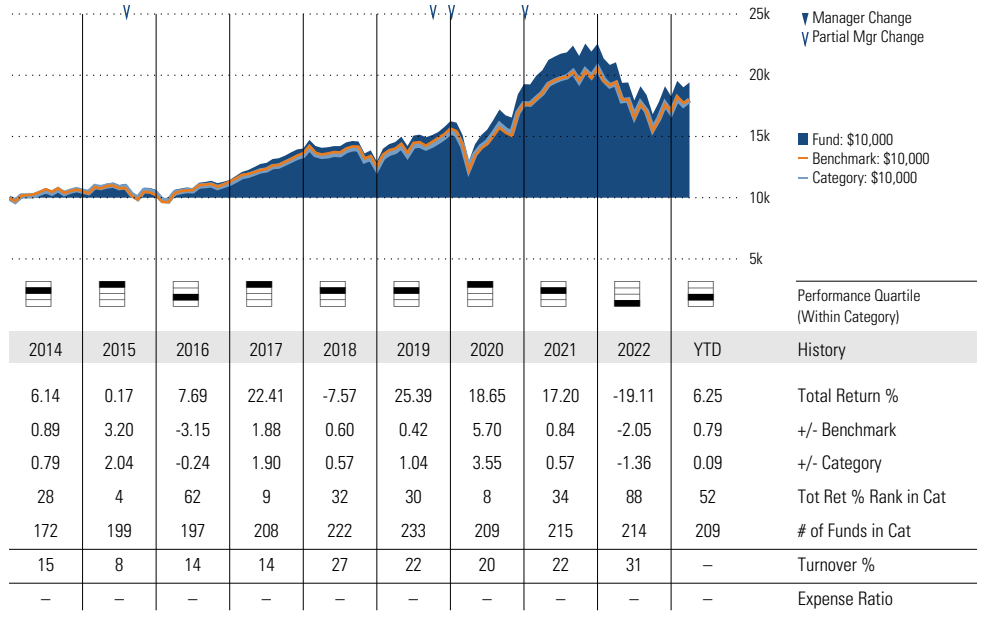 25k
Manager Change
Partial Mgr Change
20k
15k
Fund: $10,000
Benchmark: $10,000
Category: $10,000
10k
5k
Performance Quartile
(Within Category)
2014 2015 2016 2017 2018 2019 2020 2021 2022 YTD History
6.14 0.17 7.69 22.41 -7.57 25.39 18.65 17.20 -19.11 6.25 Total Return %
0.89 3.20 -3.15 1.88 0.60 0.42 5.70 0.84 -2.05 0.79 +/- Benchmark
0.79 2.04 -0.24 1.90 0.57 1.04 3.55 0.57 -1.36 0.09 +/- Category
28 4 62 9 32 30 8 34 88 52 Tot Ret % Rank in Cat
172 199 197 208 222 233 209 215 214 209 # of Funds in Cat
15 8 14 14 27 22 20 22 31 – Turnover %
– – – – – – – – – – Expense Ratio